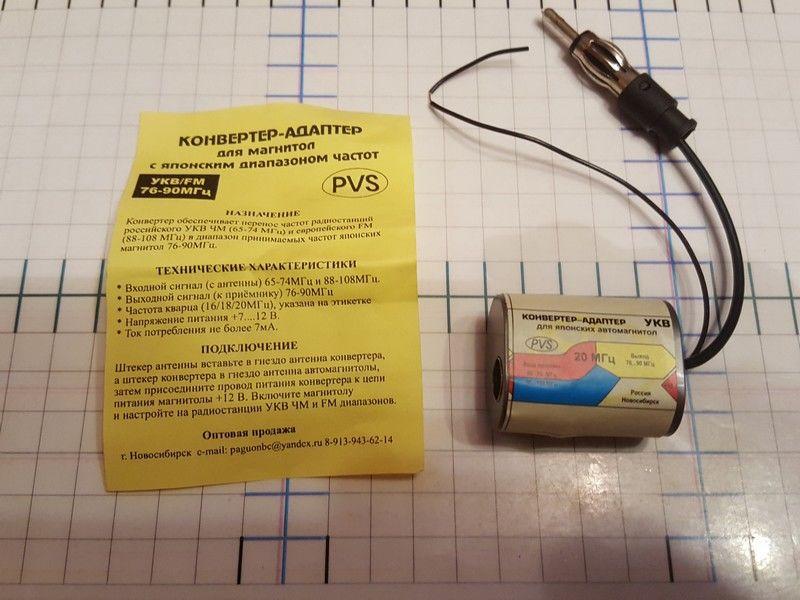 КОНВЕРТЕР-АДАПТЕР
для магнитол
с японским диапазоном частот
УКВ/FM
76-90МГц
PVS
НАЗНАЧЕНИЕ
Конвертер обеспечивает перенос частот радиостанций
российского УКВ ЧМ (65-74 МГц) и европейского FM
(88-108 МГц) в диапазон принимаемых частот японских
магнитол 76-90МГц.
ТЕХНИЧЕСКИЕ ХАРАКТЕРИСТИКИ
* Входной сигнал (с антенны) 65-74МГц и 88-108МГц.
* Выходной сигнал (к приёмнику) 76-90МГц
* Частота кварца (16/18/20МГц), указана на этикетке
* Напряжение питания +7....12 В.
* Ток потребления не более 7мА.
ПОДКЛЮЧЕНИЕ
Штекер антенны вставьте в гнездо антенна конвертера,
а штекер конвертера в гнездо антенна автомагнитолы,
затем присоедините провод питания конвертера к цепи
питания магнитолы +12 В. Включите магнитолу
и настройте на радиостанции УКВ ЧМ и FM диапазонов.
Оптовая продажа
г. Новосибирск e-mail: paguonbc@yandex.ru 8-913-943-62-14
КОНВЕРТЕР-АДАПТЕР УКВ
для японских автомагнитол
PVS
20 МГц
Выход
76...90 МГц
Россия
Новосибирск